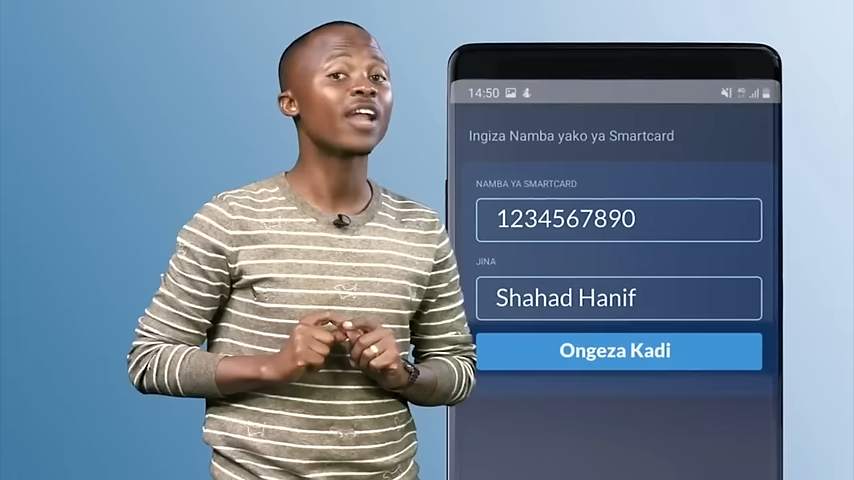 14:50
Ingiza Namba yako ya Smartcard
NAMBA YA SMARTCARD
1234567890
JINA
Shahad Hanif
Ongeza Kadi